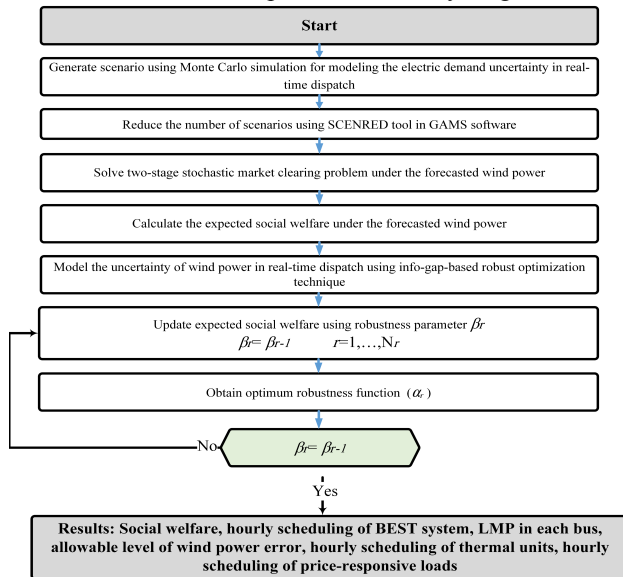 Start
Generate scenario using Monte Carlo simulation for modeling the electric demand uncertainty in real-
time dispatch
Reduce the number of scenarios using SCENRED tool in GAMS software
Solve two-stage stochastic market clearing problem under the forecasted wind power
Calculate the expected social welfare under the forecasted wind power
Model the uncertainty of wind power in real-time dispatch using info-gap-based robust optimization
technique
Update expected social welfare using robustness parameter βr
βr= βr-1 r=1,…,Nr
Obtain optimum robustness function (αr)
No
βr= βr-1
Yes
Results: Social welfare, hourly scheduling of BEST system, LMP in each bus,
allowable level of wind power error, hourly scheduling of thermal units, hourly
scheduling of price-responsive loads